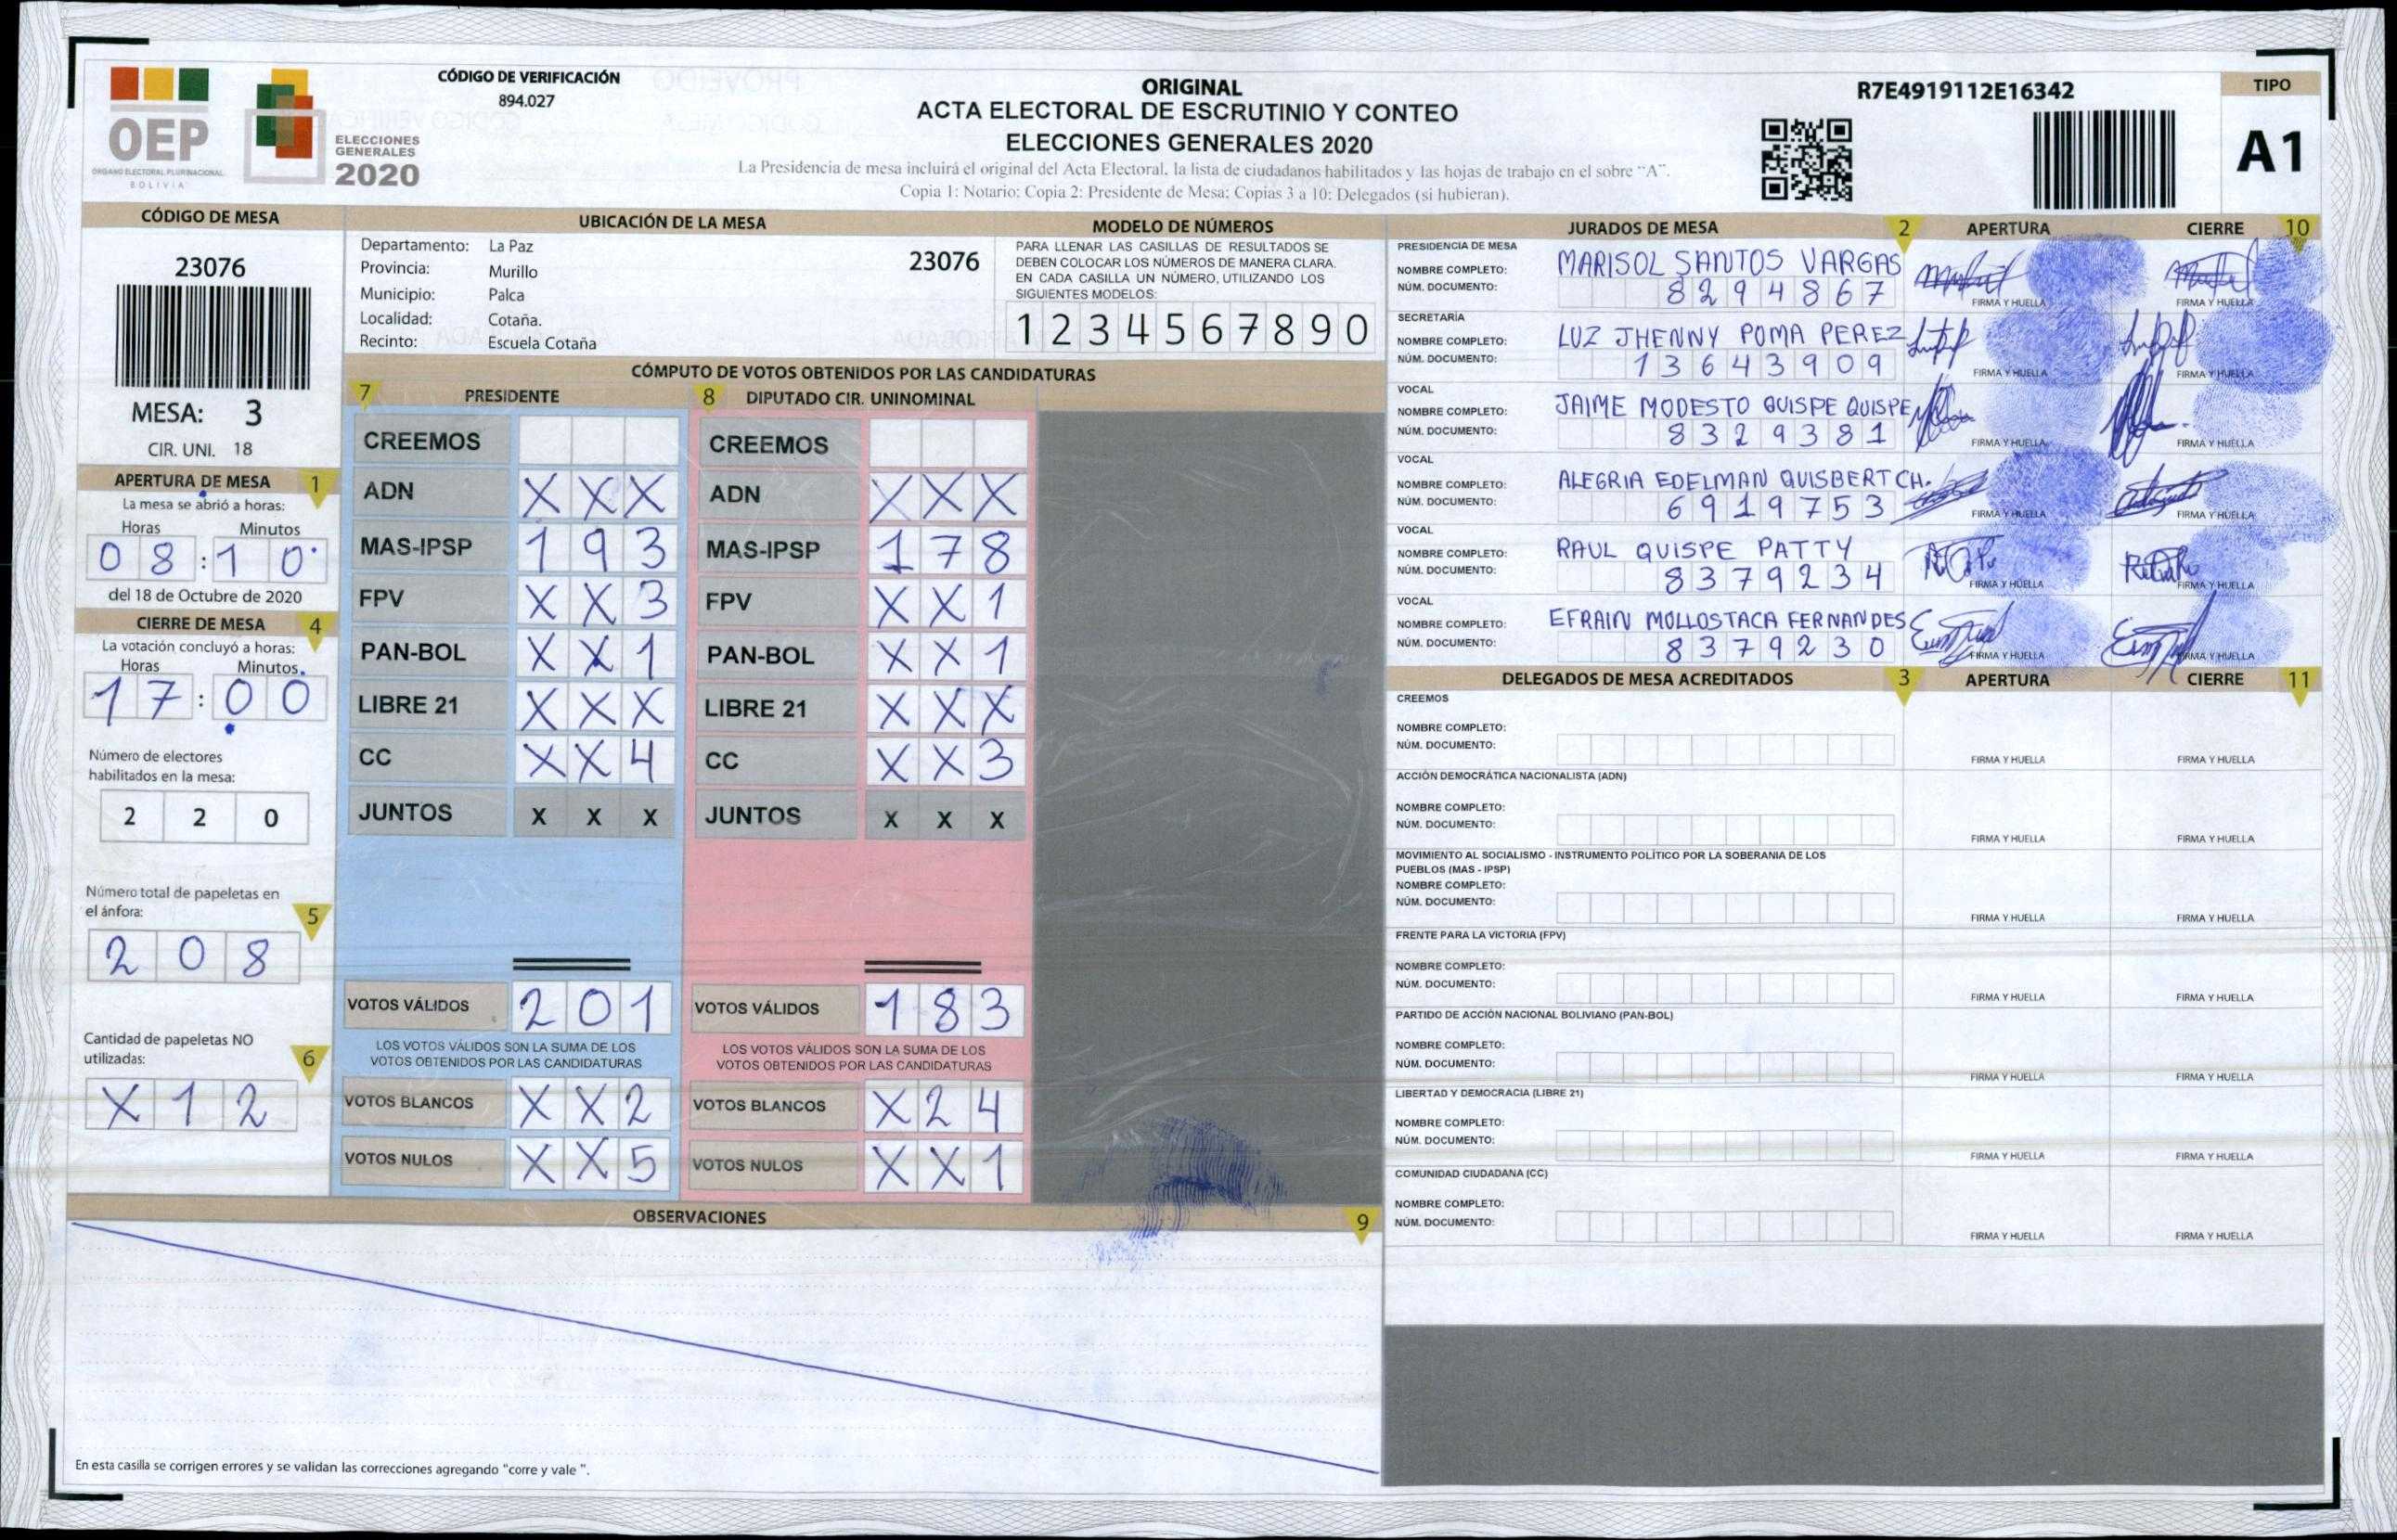 OEP
ÓRGANO ELECTORAL PLURINACIONAL
BOLIVIA
ELECCIONES
GENERALES
2020
CÓDIGO DE VERIFICACIÓN
894.027
ORIGINAL
ACTA ELECTORAL DE ESCRUTINIO Y CONTEO
ELECCIONES GENERALES 2020
La Presidencia de mesa incluirá el original del Acta Electoral, la lista de ciudadanos habilitados y las hojas de trabajo en el sobre "A".
Copia 1: Notario; Copia 2: Presidente de Mesa; Copias 3 a 10: Delegados (si hubieran).
R7E4919112E16342
TIPO
A1
CÓDIGO DE MESA
23076
MESA: 3
CIR. UNI. 18
APERTURA DE MESA 1
La mesa se abrió a horas:
Horas Minutos
08:10
del 18 de Octubre de 2020
CIERRE DE MESA 4
La votación concluyó a horas:
Horas Minutos
17:00
Número de electores
habilitados en la mesa:
2 2 0
Número total de papeletas en
el ánfora: 5
2 0 8
Cantidad de papeletas NO
utilizadas: 6
X 1 2
UBICACIÓN DE LA MESA
Departamento: La Paz
Provincia: Murillo
Municipio: Palca
Localidad: Cotaña.
Recinto: Escuela Cotaña
23076
MODELO DE NÚMEROS
PARA LLENAR LAS CASILLAS DE RESULTADOS SE
DEBEN COLOCAR LOS NÚMEROS DE MANERA CLARA.
EN CADA CASILLA UN NÚMERO, UTILIZANDO LOS
SIGUIENTES MODELOS:
1 2 3 4 5 6 7 8 9 0
CÓMPUTO DE VOTOS OBTENIDOS POR LAS CANDIDATURAS
7 PRESIDENTE
CREEMOS
ADN X X X
MAS-IPSP 1 9 3
FPV X X 3
PAN-BOL X X 1
LIBRE 21 X X X
CC X X 4
JUNTOS X X X
VOTOS VÁLIDOS 2 0 1
LOS VOTOS VÁLIDOS SON LA SUMA DE LOS
VOTOS OBTENIDOS POR LAS CANDIDATURAS
VOTOS BLANCOS X X 2
VOTOS NULOS X X 5
8 DIPUTADO CIR. UNINOMINAL
CREEMOS
ADN X X X
MAS-IPSP 1 7 8
FPV X X 1
PAN-BOL X X 1
LIBRE 21 X X X
CC X X 3
JUNTOS X X X
VOTOS VÁLIDOS 1 8 3
LOS VOTOS VÁLIDOS SON LA SUMA DE LOS
VOTOS OBTENIDOS POR LAS CANDIDATURAS
VOTOS BLANCOS X 2 4
VOTOS NULOS X X 1
OBSERVACIONES 9
En esta casilla se corrigen errores y se validan las correcciones agregando "corre y vale ".
JURADOS DE MESA 2 APERTURA CIERRE 10
PRESIDENCIA DE MESA
NOMBRE COMPLETO: MARISOL SANTOS VARGAS
NÚM. DOCUMENTO: 8294867
FIRMA Y HUELLA FIRMA Y HUELLA
SECRETARÍA
NOMBRE COMPLETO: LUZ JHENNY POMA PEREZ
NÚM. DOCUMENTO: 13643909
FIRMA Y HUELLA FIRMA Y HUELLA
VOCAL
NOMBRE COMPLETO: JAIME MODESTO QUISPE QUISPE
NÚM. DOCUMENTO: 8329381
FIRMA Y HUELLA FIRMA Y HUELLA
VOCAL
NOMBRE COMPLETO: ALEGRIA EDELMAN QUISBERT CH.
NÚM. DOCUMENTO: 6919753
FIRMA Y HUELLA FIRMA Y HUELLA
VOCAL
NOMBRE COMPLETO: RAUL QUISPE PATTY
NÚM. DOCUMENTO: 8379234
FIRMA Y HUELLA FIRMA Y HUELLA
VOCAL
NOMBRE COMPLETO: EFRAIN MOLLOSTACA FERNANDES
NÚM. DOCUMENTO: 8379230
FIRMA Y HUELLA FIRMA Y HUELLA
DELEGADOS DE MESA ACREDITADOS 3 APERTURA CIERRE 11
CREEMOS
NOMBRE COMPLETO:
NÚM. DOCUMENTO:
FIRMA Y HUELLA FIRMA Y HUELLA
ACCIÓN DEMOCRÁTICA NACIONALISTA (ADN)
NOMBRE COMPLETO:
NÚM. DOCUMENTO:
FIRMA Y HUELLA FIRMA Y HUELLA
MOVIMIENTO AL SOCIALISMO - INSTRUMENTO POLÍTICO POR LA SOBERANIA DE LOS
PUEBLOS (MAS - IPSP)
NOMBRE COMPLETO:
NÚM. DOCUMENTO:
FIRMA Y HUELLA FIRMA Y HUELLA
FRENTE PARA LA VICTORIA (FPV)
NOMBRE COMPLETO:
NÚM. DOCUMENTO:
FIRMA Y HUELLA FIRMA Y HUELLA
PARTIDO DE ACCIÓN NACIONAL BOLIVIANO (PAN-BOL)
NOMBRE COMPLETO:
NÚM. DOCUMENTO:
FIRMA Y HUELLA FIRMA Y HUELLA
LIBERTAD Y DEMOCRACIA (LIBRE 21)
NOMBRE COMPLETO:
NÚM. DOCUMENTO:
FIRMA Y HUELLA FIRMA Y HUELLA
COMUNIDAD CIUDADANA (CC)
NOMBRE COMPLETO:
NÚM. DOCUMENTO:
FIRMA Y HUELLA FIRMA Y HUELLA